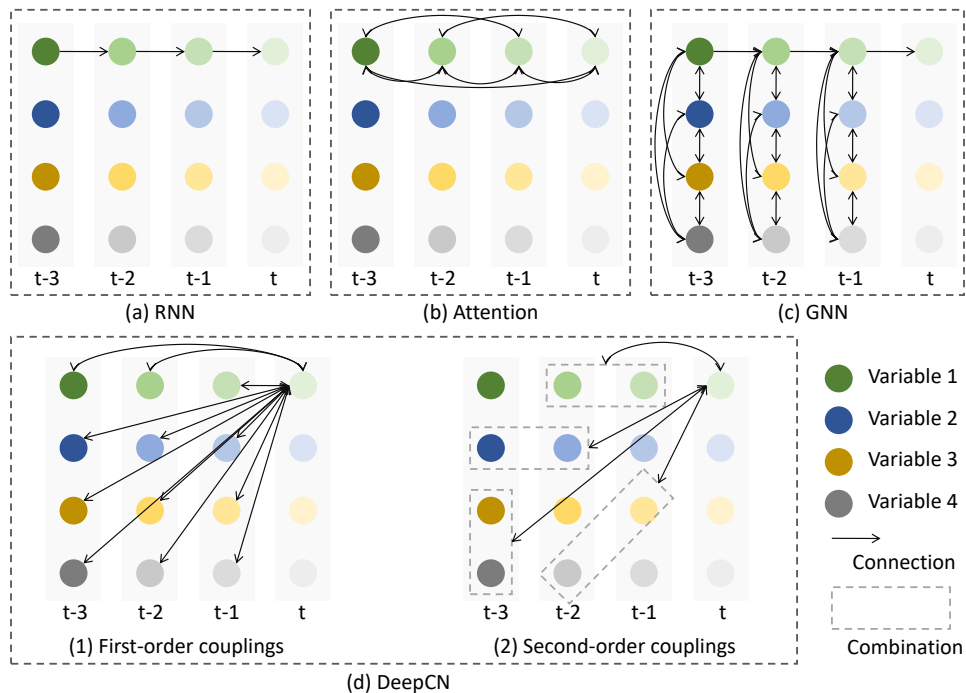 t-3 t-2 t-1 t
(a) RNN
t-3 t-2 t-1 t
(b) Attention
t-3 t-2 t-1 t
(c) GNN
t-3 t-2 t-1 t
(1) First-order couplings
t-3 t-2 t-1 t
(2) Second-order couplings
(d) DeepCN
Variable 1
Variable 2
Variable 3
Variable 4
Connection
Combination